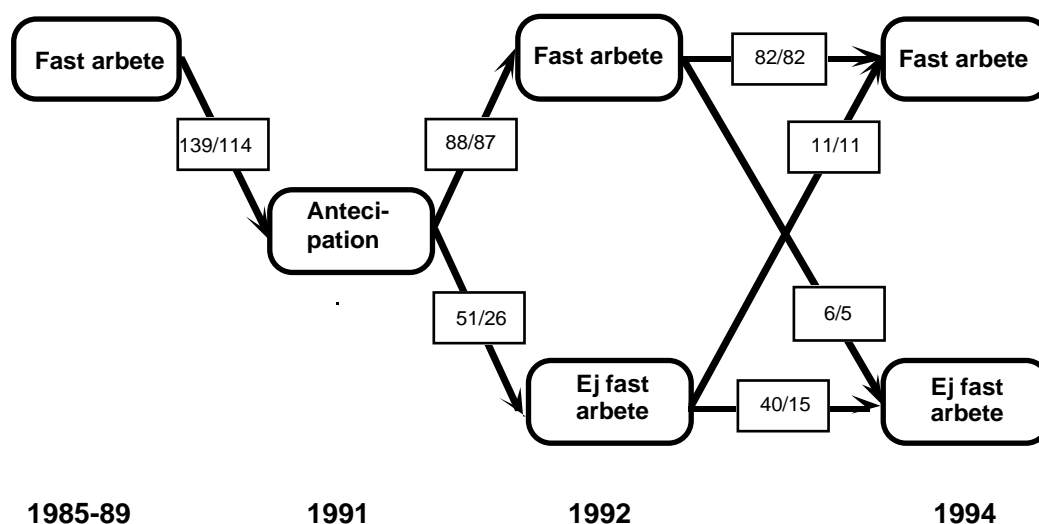 Fast arbete
Fast arbete
82/82
Fast arbete
139/114
88/87
11/11
Anteci-
pation
51/26
6/5
Ej fast
arbete
40/15
Ej fast
arbete
1985-89
1991
1992
1994